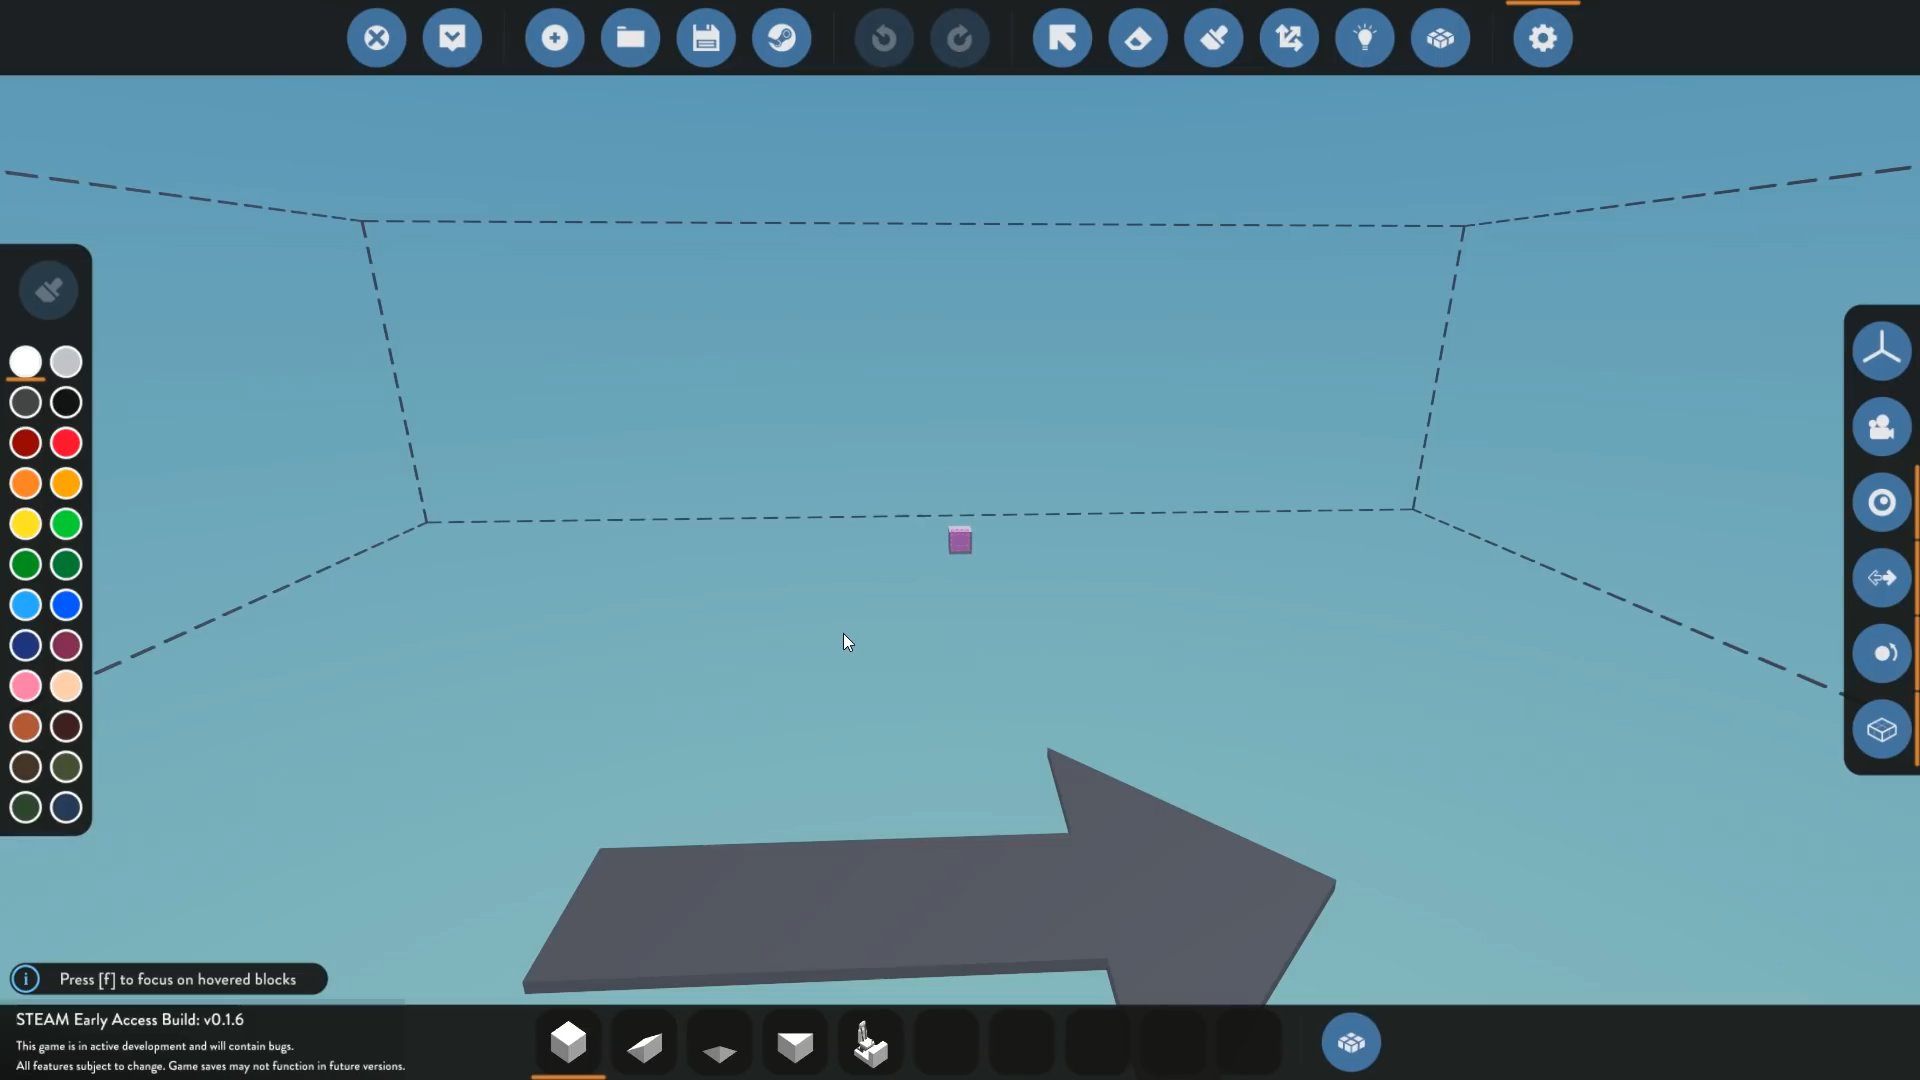 Press [f] to focus on hovered blocks
STEAM Early Access Build: v0.1.6
This game is in active development and will contain bugs.
All features subject to change. Game saves may not function in future versions.